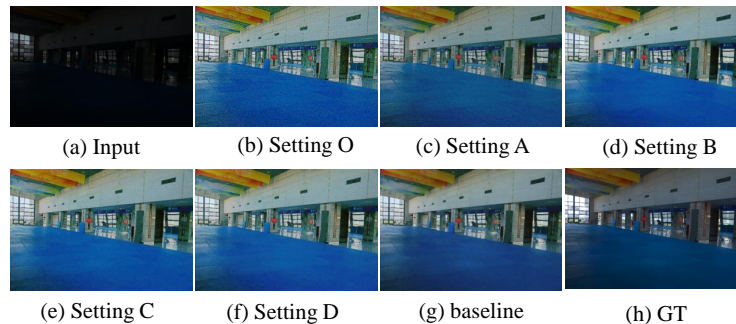 (a) Input
(b) Setting O
(c) Setting A
(d) Setting B
(e) Setting C
(f) Setting D
(g) baseline
(h) GT